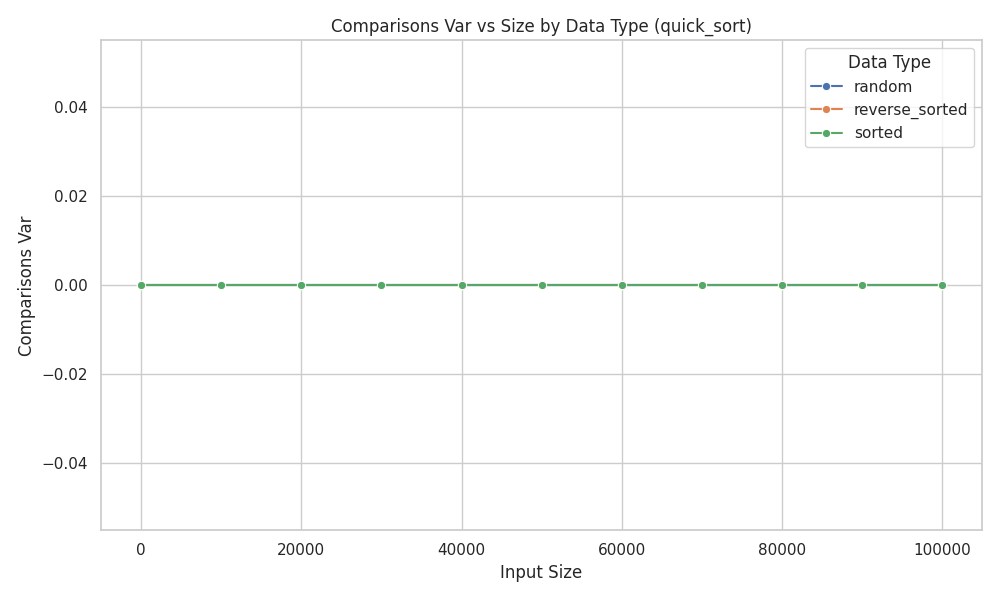 Comparisons Var vs Size by Data Type (quick_sort)
Data Type
random
reverse_sorted
sorted
0.04
0.02
0.00
−0.02
−0.04
Comparisons Var
0
20000
40000
60000
80000
100000
Input Size